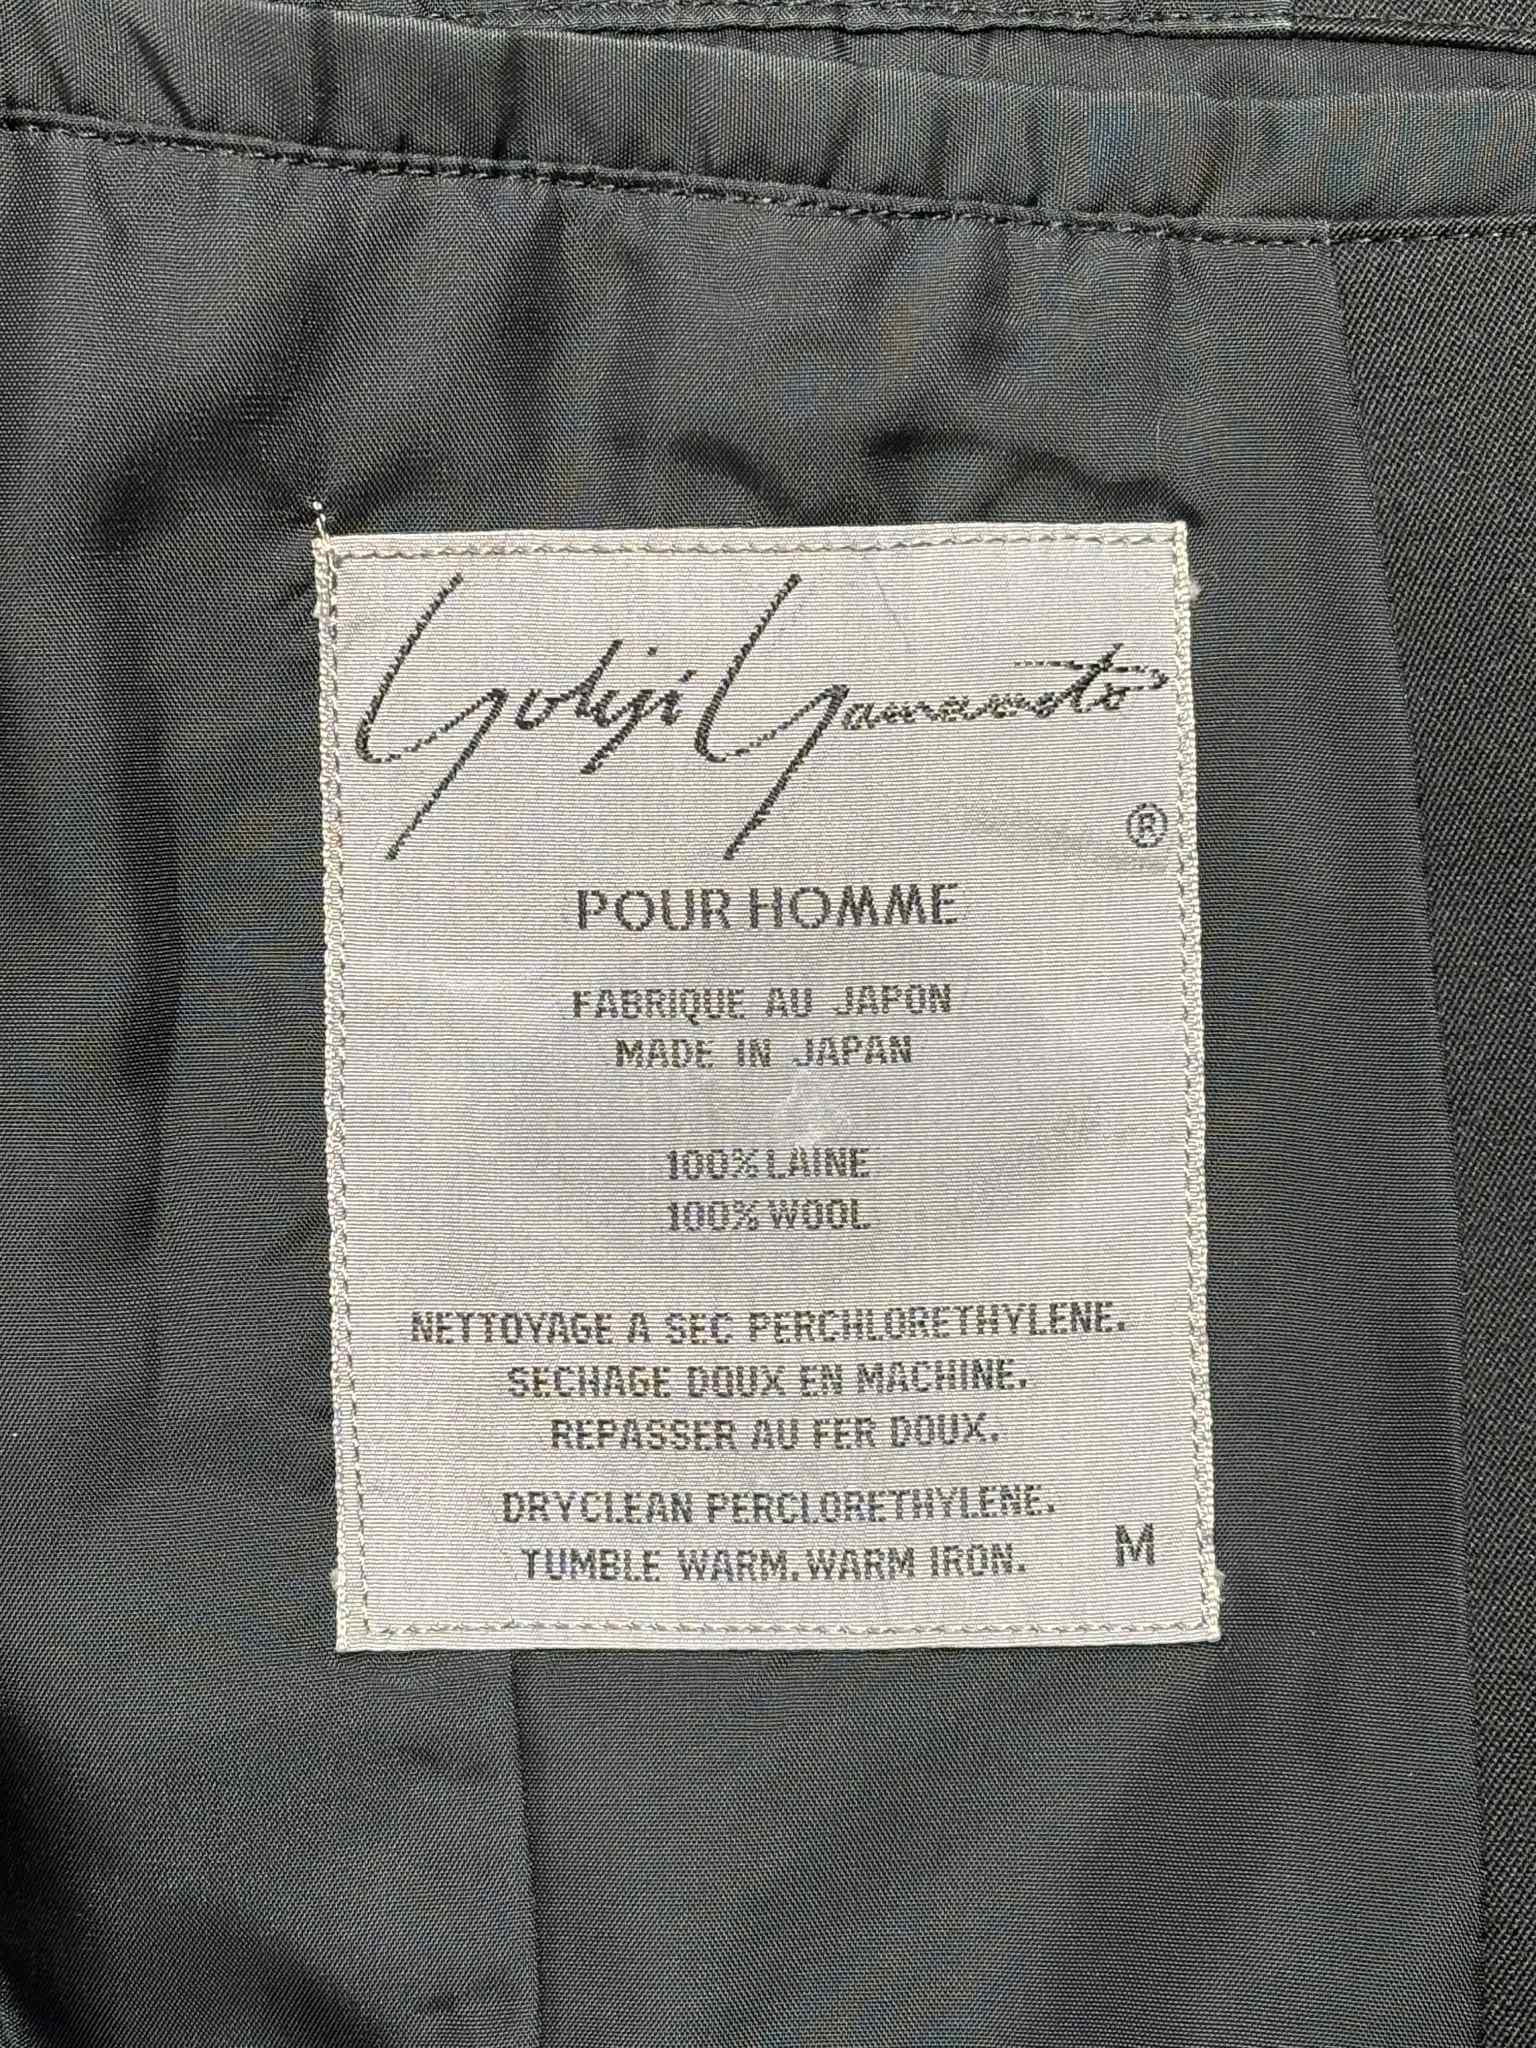 Yohji Yamamoto
®
POUR HOMME
FABRIQUE AU JAPON
MADE IN JAPAN
100% LAINE
100% WOOL
NETTOYAGE A SEC PERCHLORETHYLENE.
SECHAGE DOUX EN MACHINE.
REPASSER AU FER DOUX.
DRYCLEAN PERCLORETHYLENE.
TUMBLE WARM. WARM IRON.
M